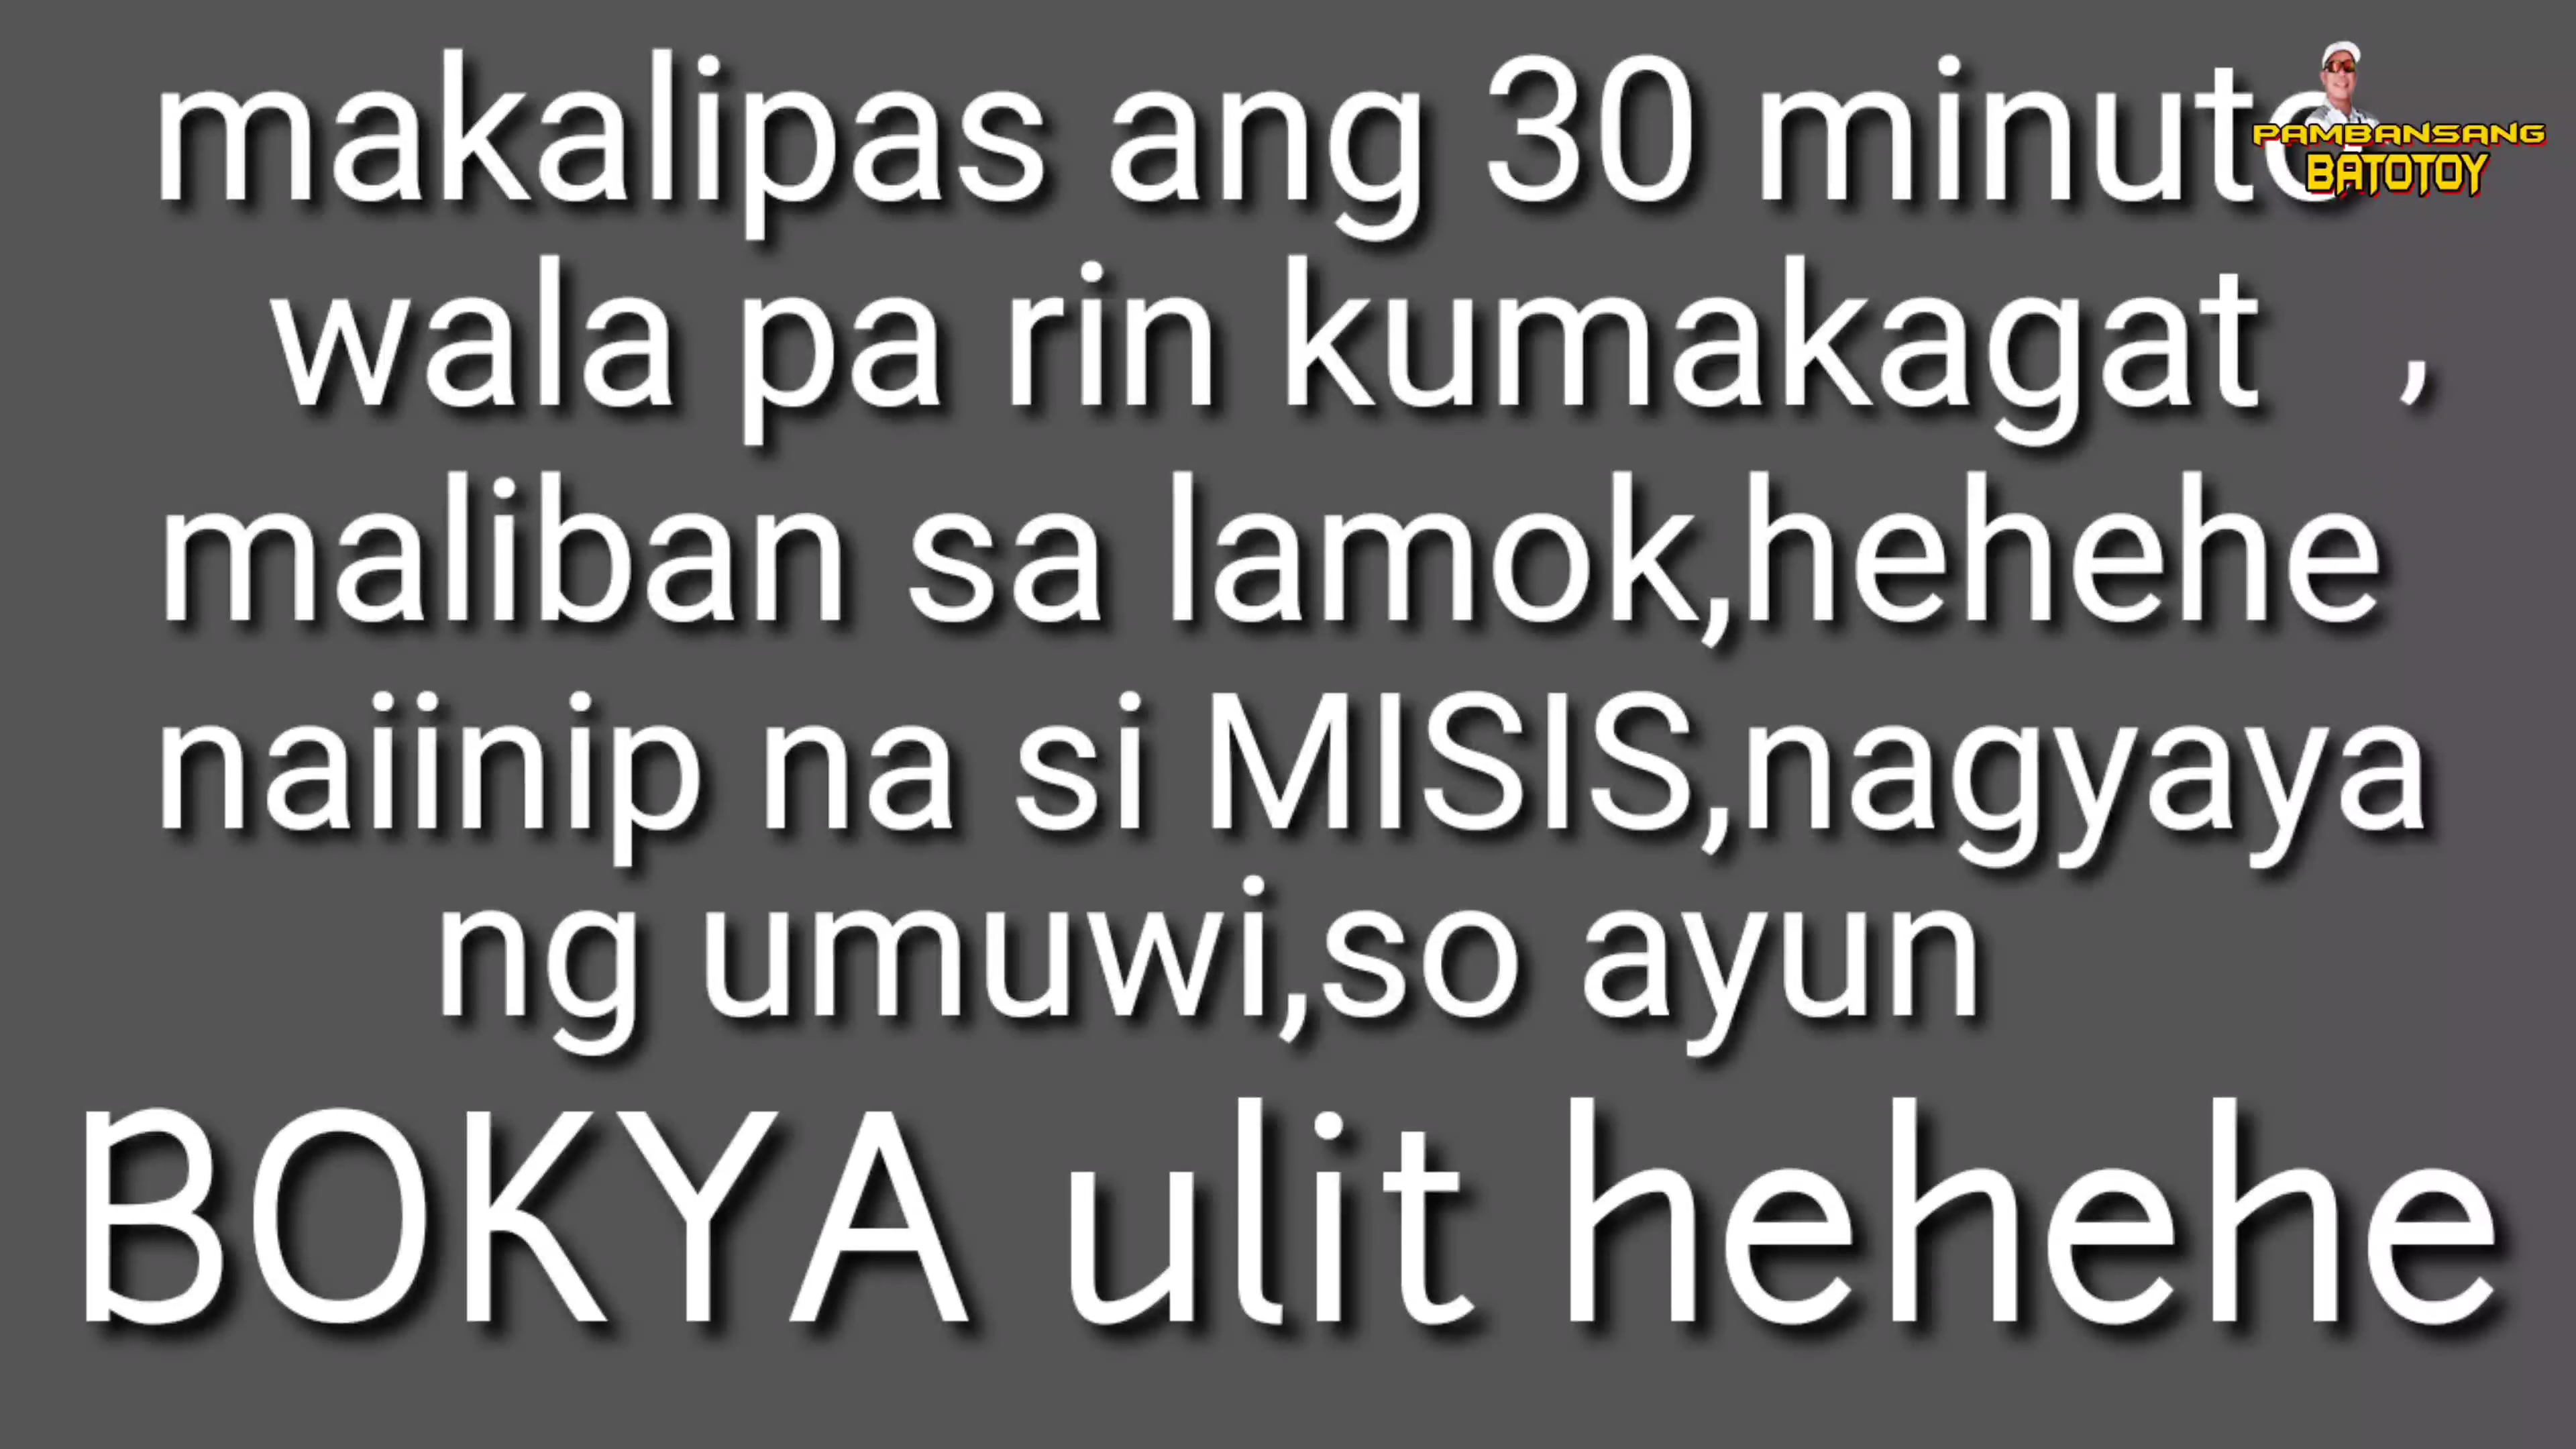 makalipas ang 30 minuto
PAMBANSANG
BATOTOY
wala pa rin kumakagat ,
maliban sa lamok,hehehe
naiinip na si MISIS,nagyaya
ng umuwi,so ayun
BOKYA ulit hehehe